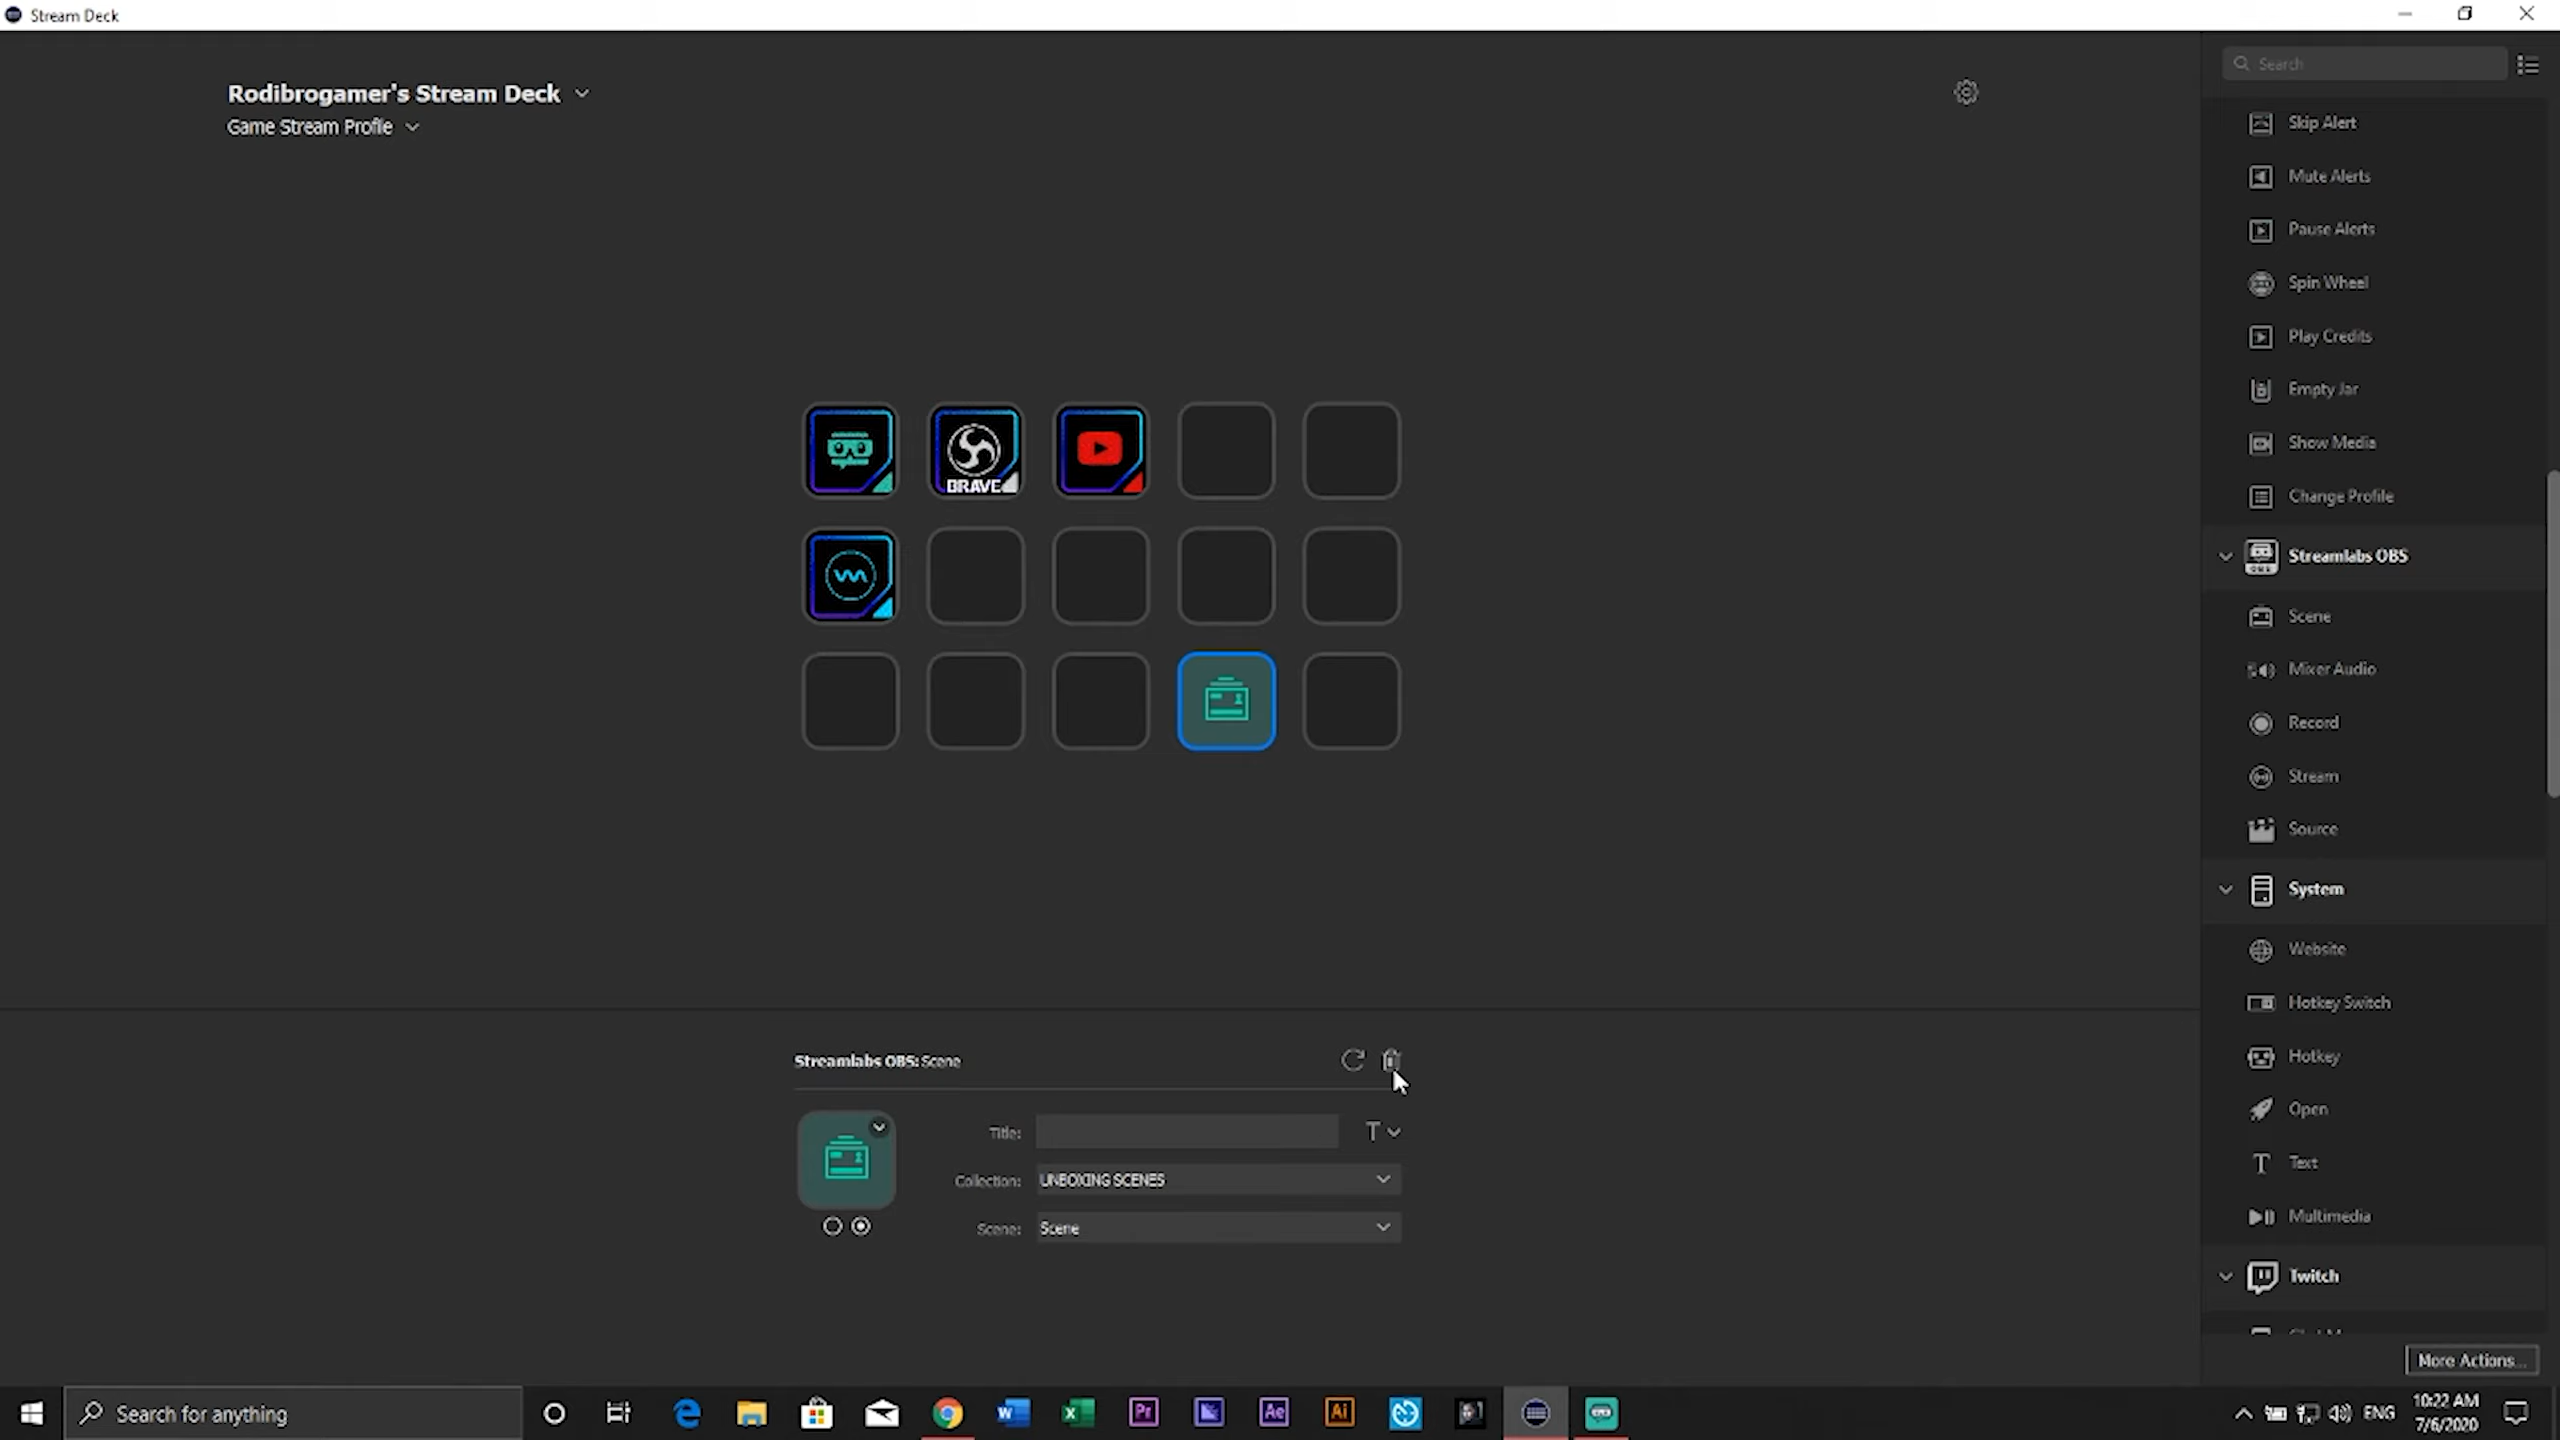 Stream Deck
Rodibrogamer's Stream Deck
Game Stream Profile
BRAVE
Streamlabs OBS: Scene
Title:
Collection: UNBOXING SCENES
Scene: Scene
Search
Skip Alert
Mute Alerts
Pause Alerts
Spin Wheel
Play Credits
Empty Jar
Show Media
Change Profile
Streamlabs OBS
Scene
Mixer Audio
Record
Stream
Source
System
Website
Hotkey Switch
Hotkey
Open
Text
Multimedia
Twitch
More Actions...
Search for anything
Pr
Ae
Ai
ENG
10:22 AM
7/6/2020